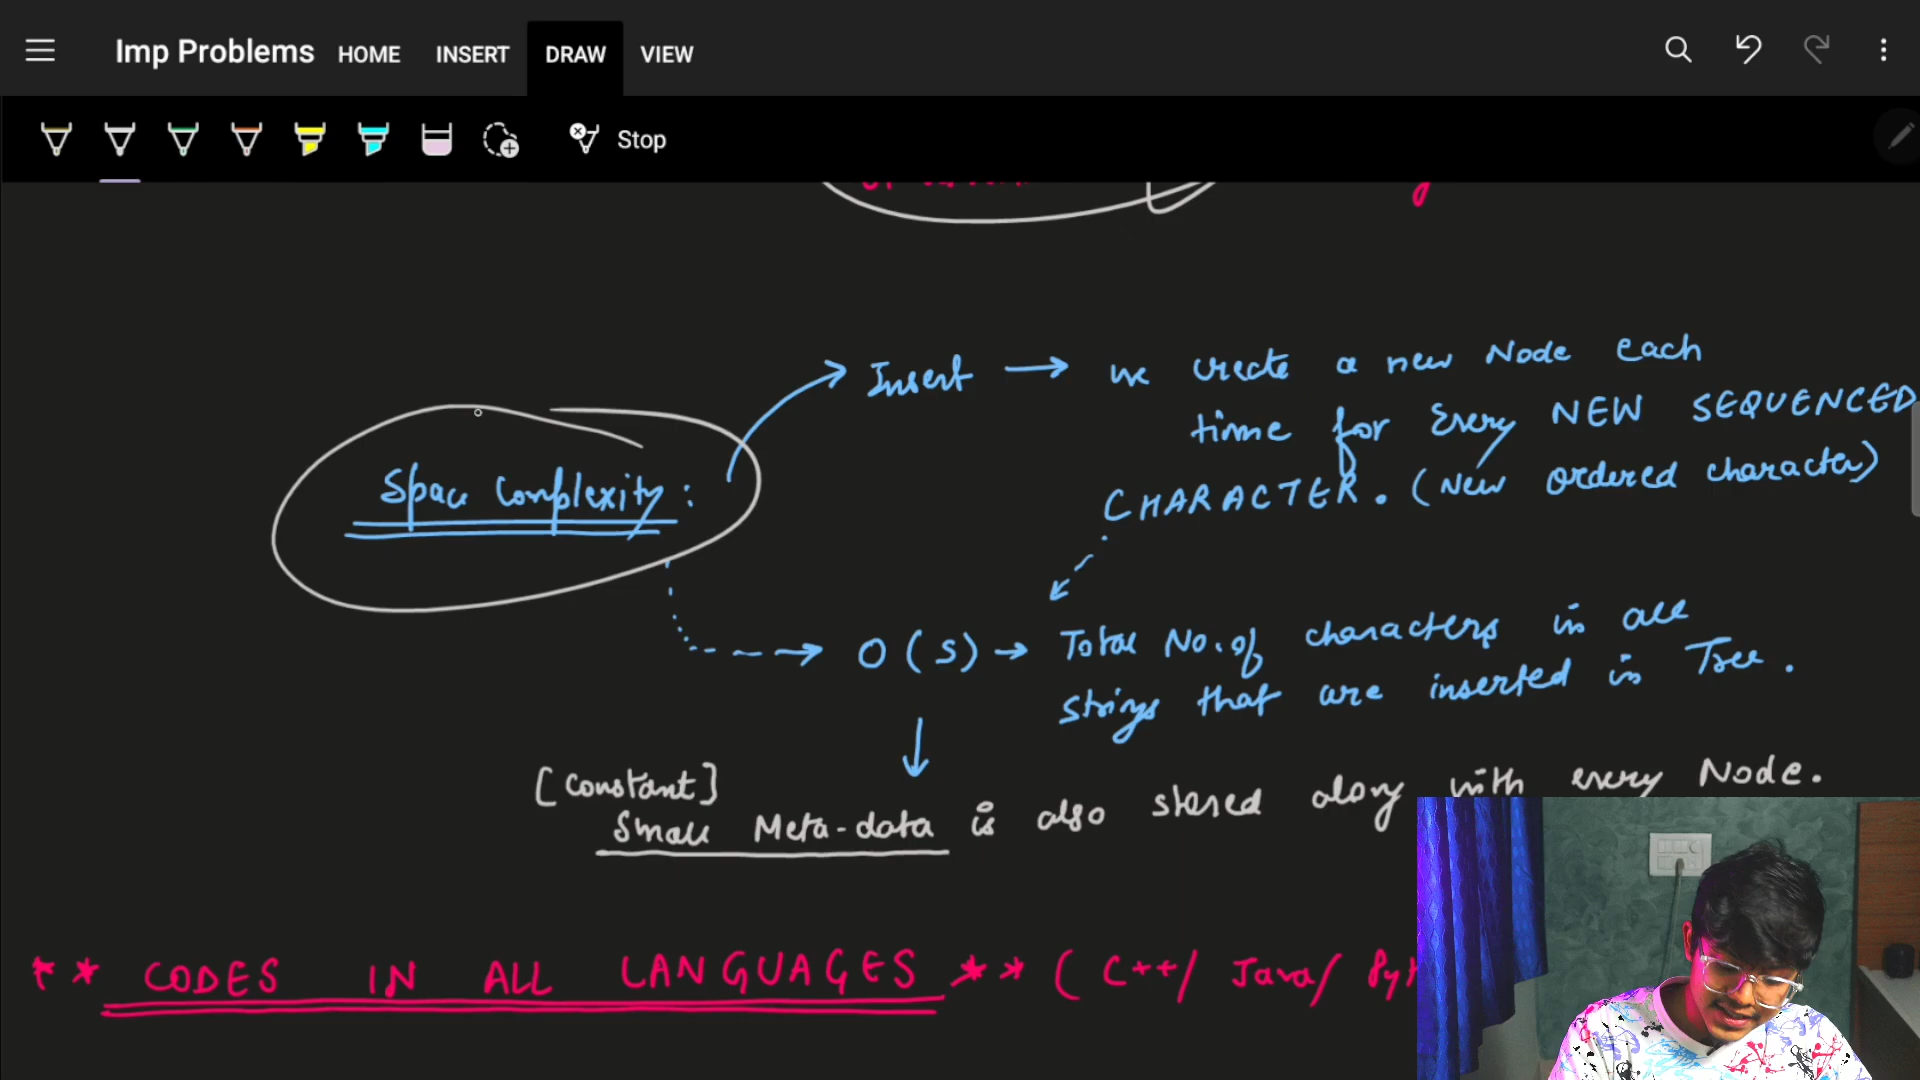 Imp Problems HOME INSERT DRAW VIEW
Stop
Insert → we create a new Node each
time for Every NEW SEQUENCED
CHARACTER. (New ordered character)
Space Complexity:
O(S) → Total No. of characters in all
strings that are inserted in Tree.
[Constant]
Small Meta-data is also stored along with every Node.
** CODES IN ALL LANGUAGES ** ( C++/ Java/ Pyt